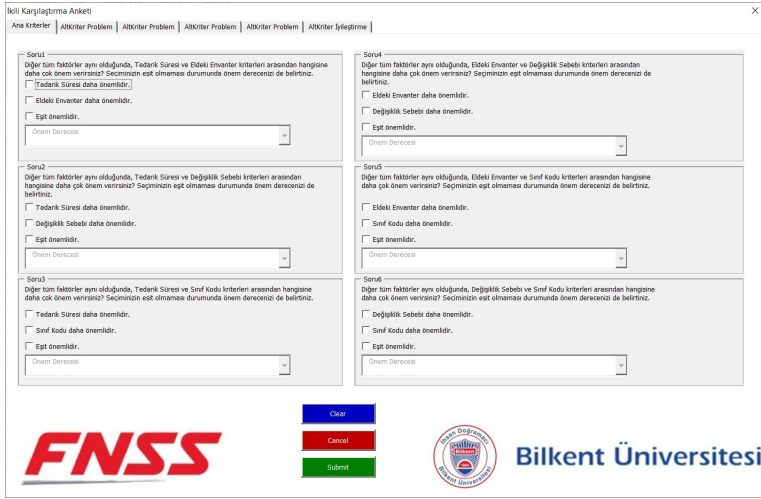 İkili Karşılaştırma Anketi
Ana Kriterler
AltKriter Problem
AltKriter Problem
AltKriter Problem
AltKriter Problem
AltKriter İyileştirme
Soru1
Diğer tüm faktörler aynı olduğunda, Tedarik Süresi ve Eldeki Envanter kriterleri arasından hangisine
daha çok önem verirsiniz? Seçiminizin eşit olmaması durumunda önem derecenizi de belirtiniz.
Tedarik Süresi daha önemlidir.
Eldeki Envanter daha önemlidir.
Eşit önemlidir.
Önem Derecesi
Soru2
Diğer tüm faktörler aynı olduğunda, Tedarik Süresi ve Değişiklik Sebebi kriterleri arasından
hangisine daha çok önem verirsiniz? Seçiminizin eşit olmaması durumunda önem derecenizi de
belirtiniz.
Tedarik Süresi daha önemlidir.
Değişiklik Sebebi daha önemlidir.
Eşit önemlidir.
Önem Derecesi
Soru3
Diğer tüm faktörler aynı olduğunda, Tedarik Süresi ve Sınıf Kodu kriterleri arasından hangisine
daha çok önem verirsiniz? Seçiminizin eşit olmaması durumunda önem derecenizi de belirtiniz.
Tedarik Süresi daha önemlidir.
Sınıf Kodu daha önemlidir.
Eşit önemlidir.
Önem Derecesi
Soru4
Diğer tüm faktörler aynı olduğunda, Eldeki Envanter ve Değişiklik Sebebi kriterleri arasından
hangisine daha çok önem verirsiniz? Seçiminizin eşit olmaması durumunda önem derecenizi de
belirtiniz.
Eldeki Envanter daha önemlidir.
Değişiklik Sebebi daha önemlidir.
Eşit önemlidir.
Önem Derecesi
Soru5
Diğer tüm faktörler aynı olduğunda, Eldeki Envanter ve Sınıf Kodu kriterleri arasından hangisine
daha çok önem verirsiniz? Seçiminizin eşit olmaması durumunda önem derecenizi de belirtiniz.
Eldeki Envanter daha önemlidir.
Sınıf Kodu daha önemlidir.
Eşit önemlidir.
Önem Derecesi
Soru6
Diğer tüm faktörler aynı olduğunda, Değişiklik Sebebi ve Sınıf Kodu kriterleri arasından hangisine
daha çok önem verirsiniz? Seçiminizin eşit olmaması durumunda önem derecenizi de belirtiniz.
Değişiklik Sebebi daha önemlidir.
Sınıf Kodu daha önemlidir.
Eşit önemlidir.
Önem Derecesi
Clear
Cancel
Submit
FNSS
İhsan Doğramacı
Bilkent
Bilkent Üniversitesi
Bilkent Üniversitesi